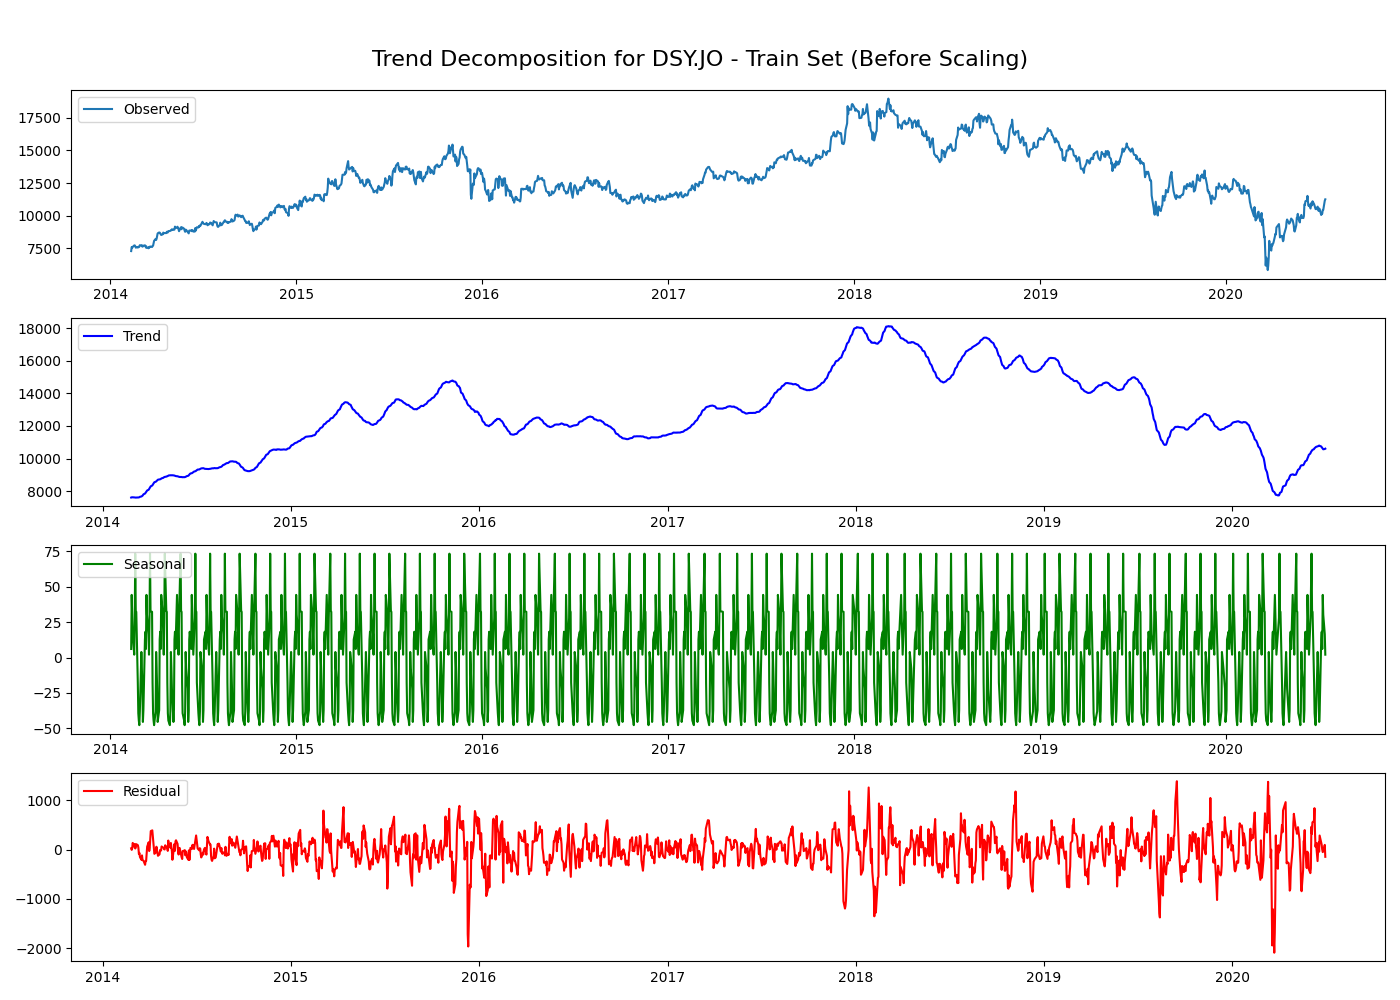 Trend Decomposition for DSY.JO - Train Set (Before Scaling)
Observed
17500
15000
12500
10000
7500
2014 2015 2016 2017 2018 2019 2020
Trend
18000
16000
14000
12000
10000
8000
2014 2015 2016 2017 2018 2019 2020
Seasonal
75
50
25
0
−25
−50
2014 2015 2016 2017 2018 2019 2020
Residual
1000
0
−1000
−2000
2014 2015 2016 2017 2018 2019 2020